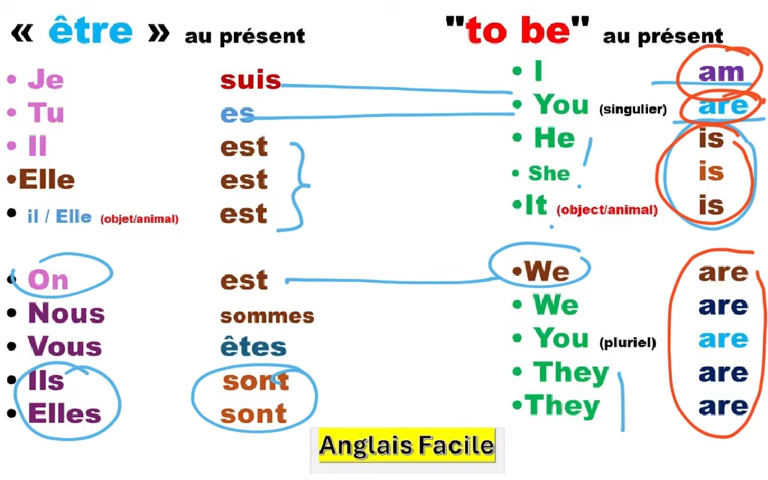 « être » au présent "to be" au présent
• Je suis • I am
• Tu es • You (singulier) are
• Il est • He is
•Elle est • She is
• il / Elle (objet/animal) est •It (object/animal) is
• On est •We are
• Nous sommes • We are
• Vous êtes • You (pluriel) are
• Ils sont • They are
• Elles sont •They are
Anglais Facile